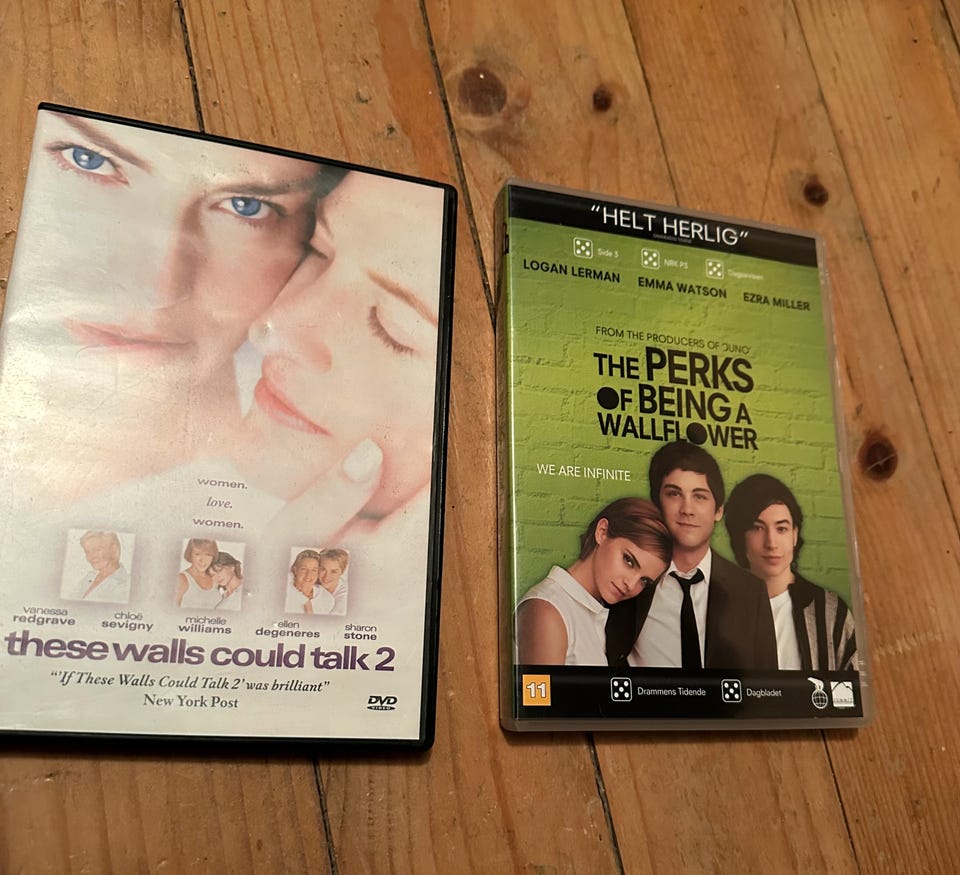 women.
love.
women.
vanessa redgrave
chloë sevigny
michelle williams
ellen degeneres
sharon stone
these walls could talk 2
“'If These Walls Could Talk 2' was brilliant”
New York Post
DVD
VIDEO
“HELT HERLIG”
Side 3
NRK P3
Dagsavisen
LOGAN LERMAN
EMMA WATSON
EZRA MILLER
FROM THE PRODUCERS OF 'JUNO'
THE PERKS
OF BEING A
WALLFLOWER
WE ARE INFINITE
11
Drammens Tidende
Dagbladet